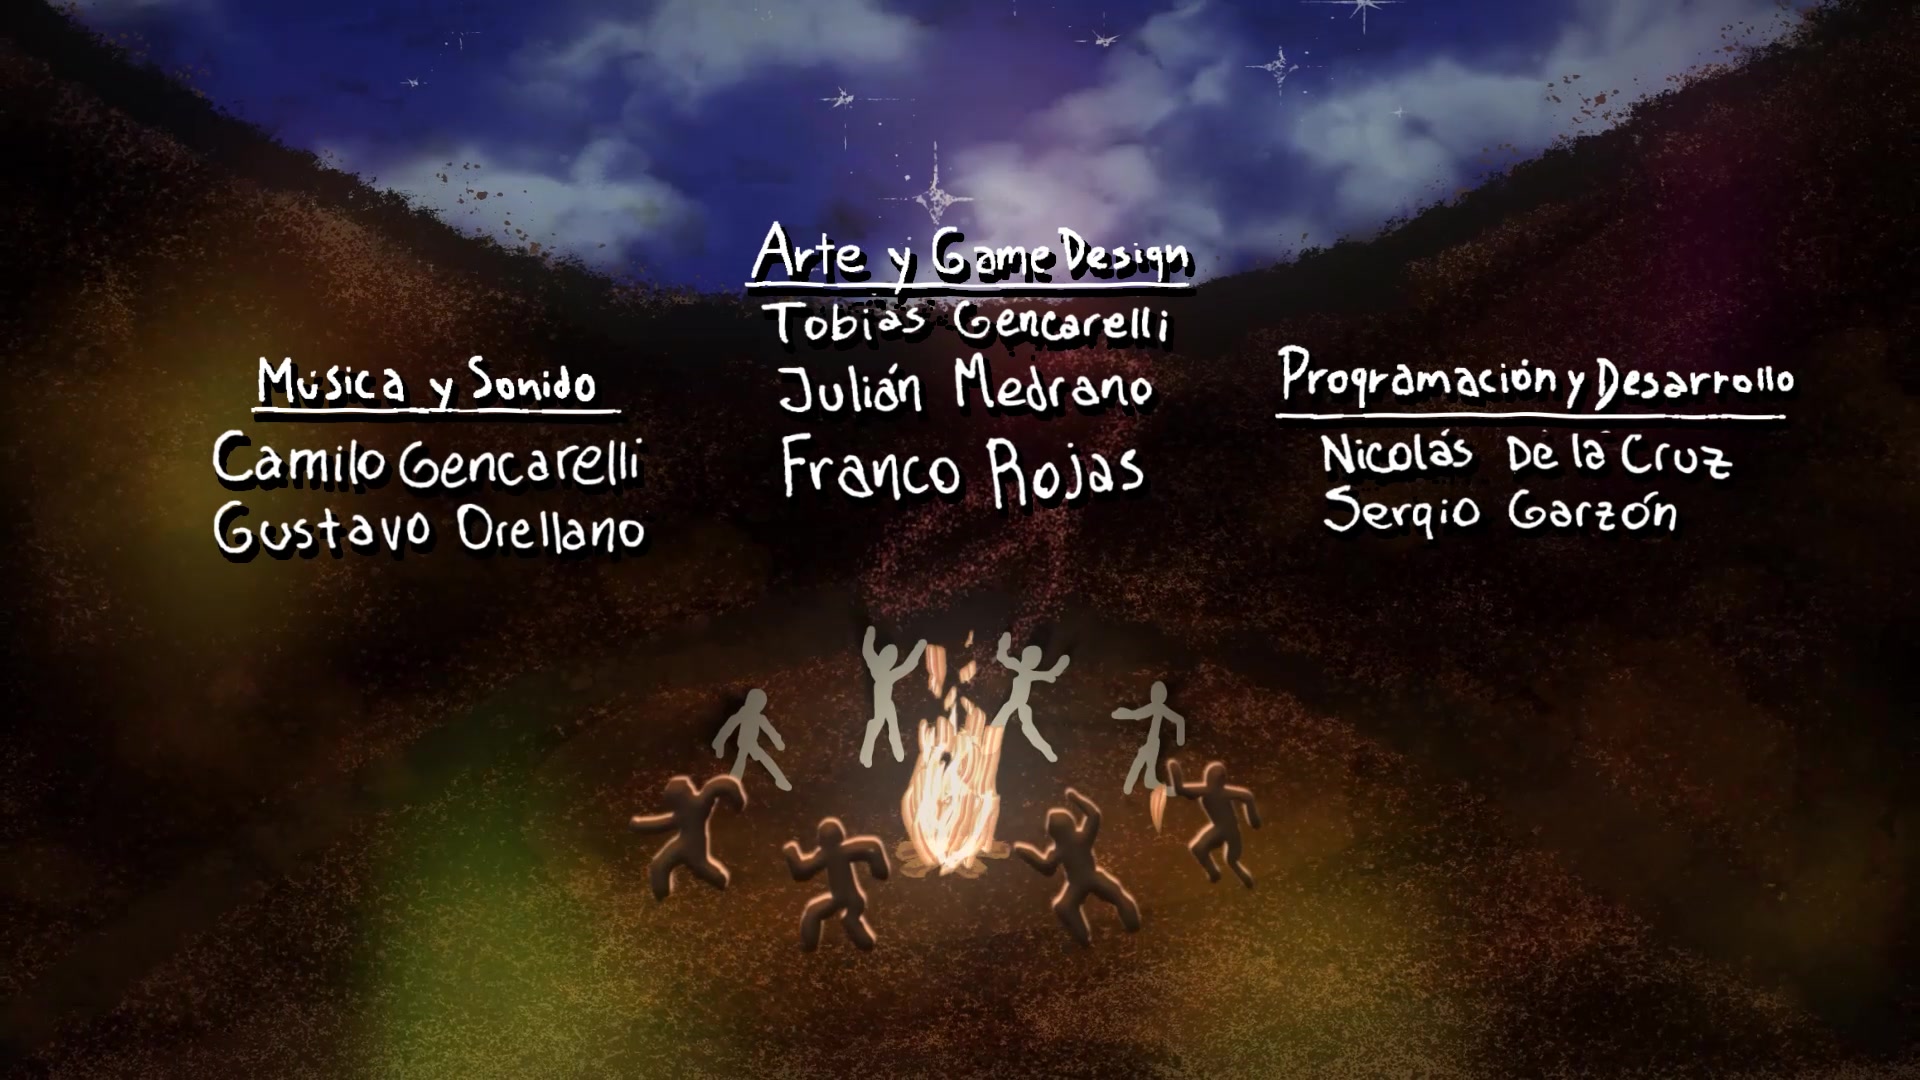 Música y Sonido
Camilo Gencarelli
Gustavo Orellano
Arte y Game Design
Tobias Gencarelli
Julián Medrano
Franco Rojas
Programación y Desarrollo
Nicolás De la Cruz
Sergio Garzón